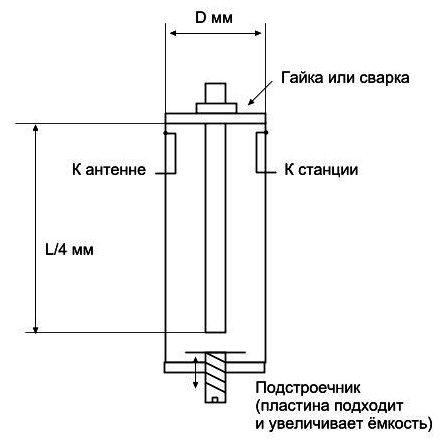 D мм
Гайка или сварка
К антенне
К станции
L/4 мм
Подстроечник
(пластина подходит
и увеличивает ёмкость)